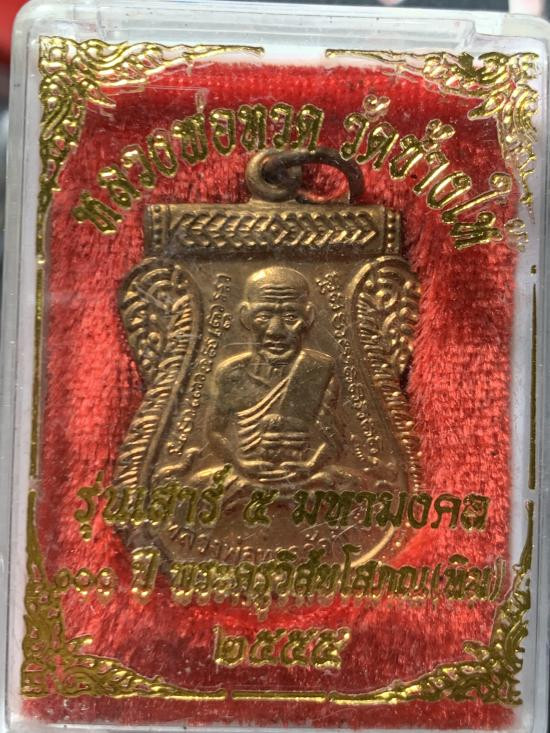 หลวงพ่อทวด วัดช้างให้
รุ่นเสาร์ ๕ มหามงคล
๑๐๐ ปี พระครูวิสัยโสภณ(ทิม)
๒๕๕๕